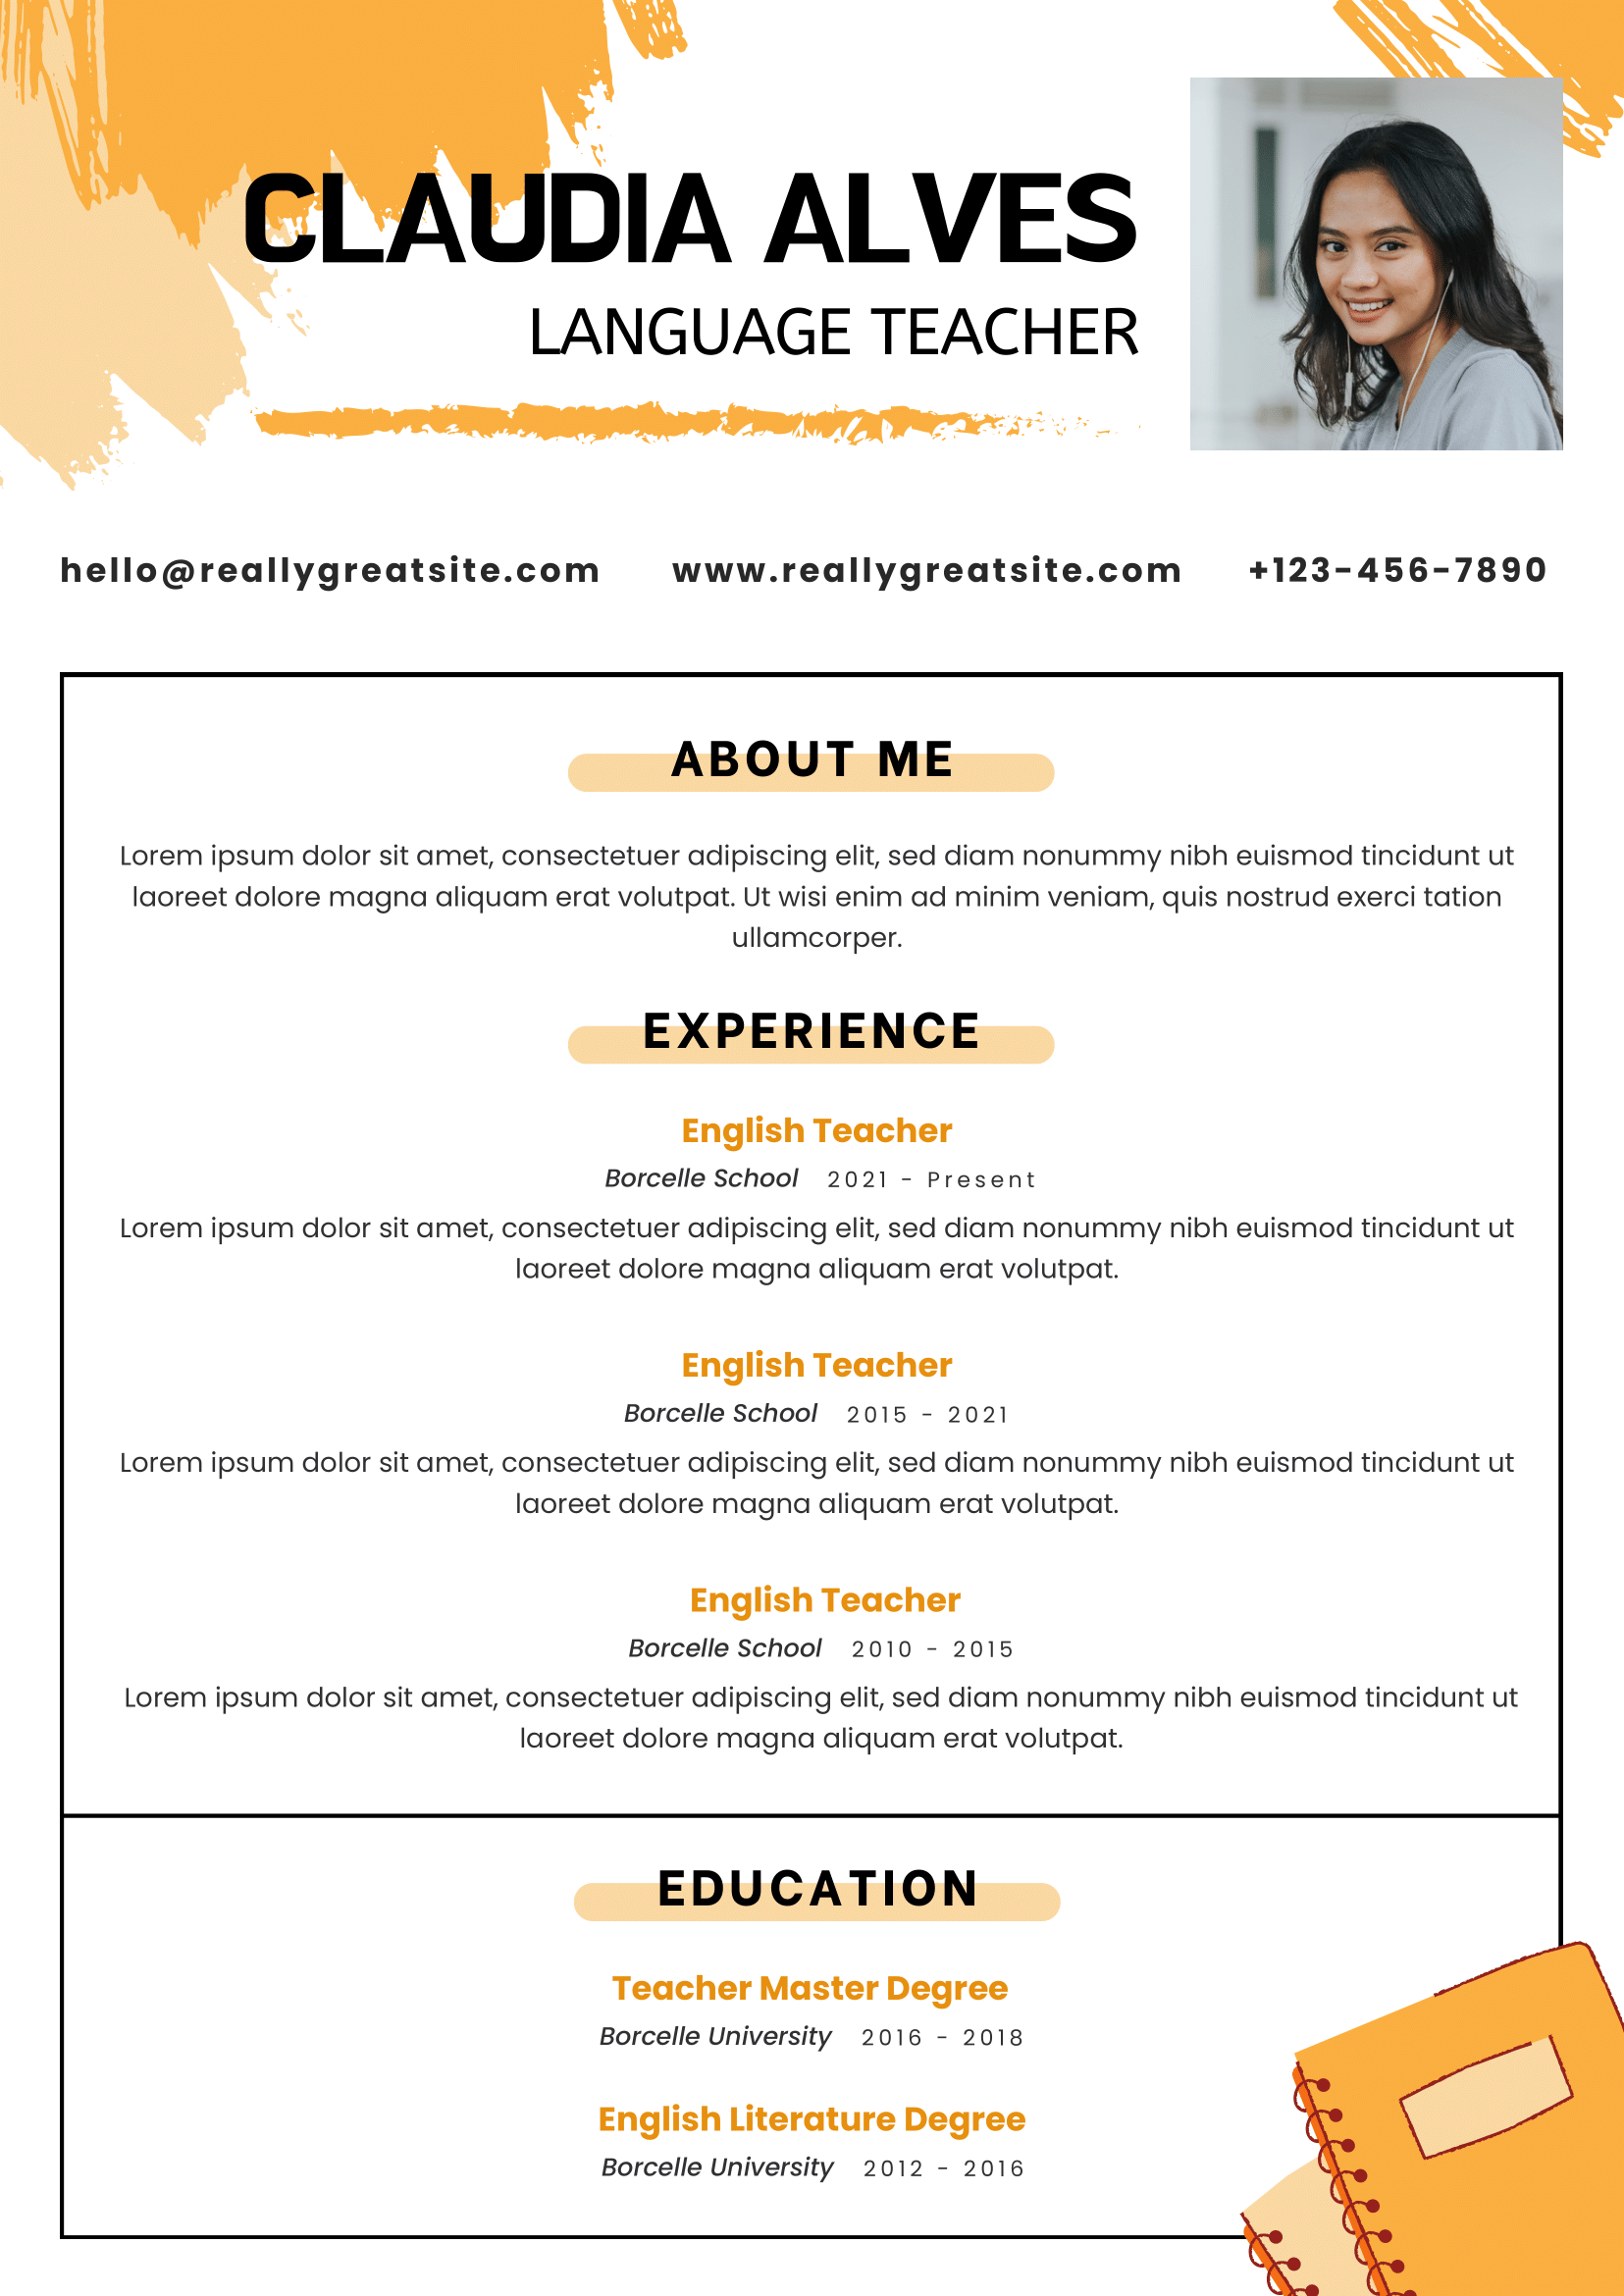 CLAUDIA ALVES
LANGUAGE TEACHER
hello@reallygreatsite.com www.reallygreatsite.com +123-456-7890
ABOUT ME
Lorem ipsum dolor sit amet, consectetuer adipiscing elit, sed diam nonummy nibh euismod tincidunt ut
laoreet dolore magna aliquam erat volutpat. Ut wisi enim ad minim veniam, quis nostrud exerci tation
ullamcorper.
EXPERIENCE
English Teacher
Borcelle School 2021 - Present
Lorem ipsum dolor sit amet, consectetuer adipiscing elit, sed diam nonummy nibh euismod tincidunt ut
laoreet dolore magna aliquam erat volutpat.
English Teacher
Borcelle School 2015 - 2021
Lorem ipsum dolor sit amet, consectetuer adipiscing elit, sed diam nonummy nibh euismod tincidunt ut
laoreet dolore magna aliquam erat volutpat.
English Teacher
Borcelle School 2010 - 2015
Lorem ipsum dolor sit amet, consectetuer adipiscing elit, sed diam nonummy nibh euismod tincidunt ut
laoreet dolore magna aliquam erat volutpat.
EDUCATION
Teacher Master Degree
Borcelle University 2016 - 2018
English Literature Degree
Borcelle University 2012 - 2016